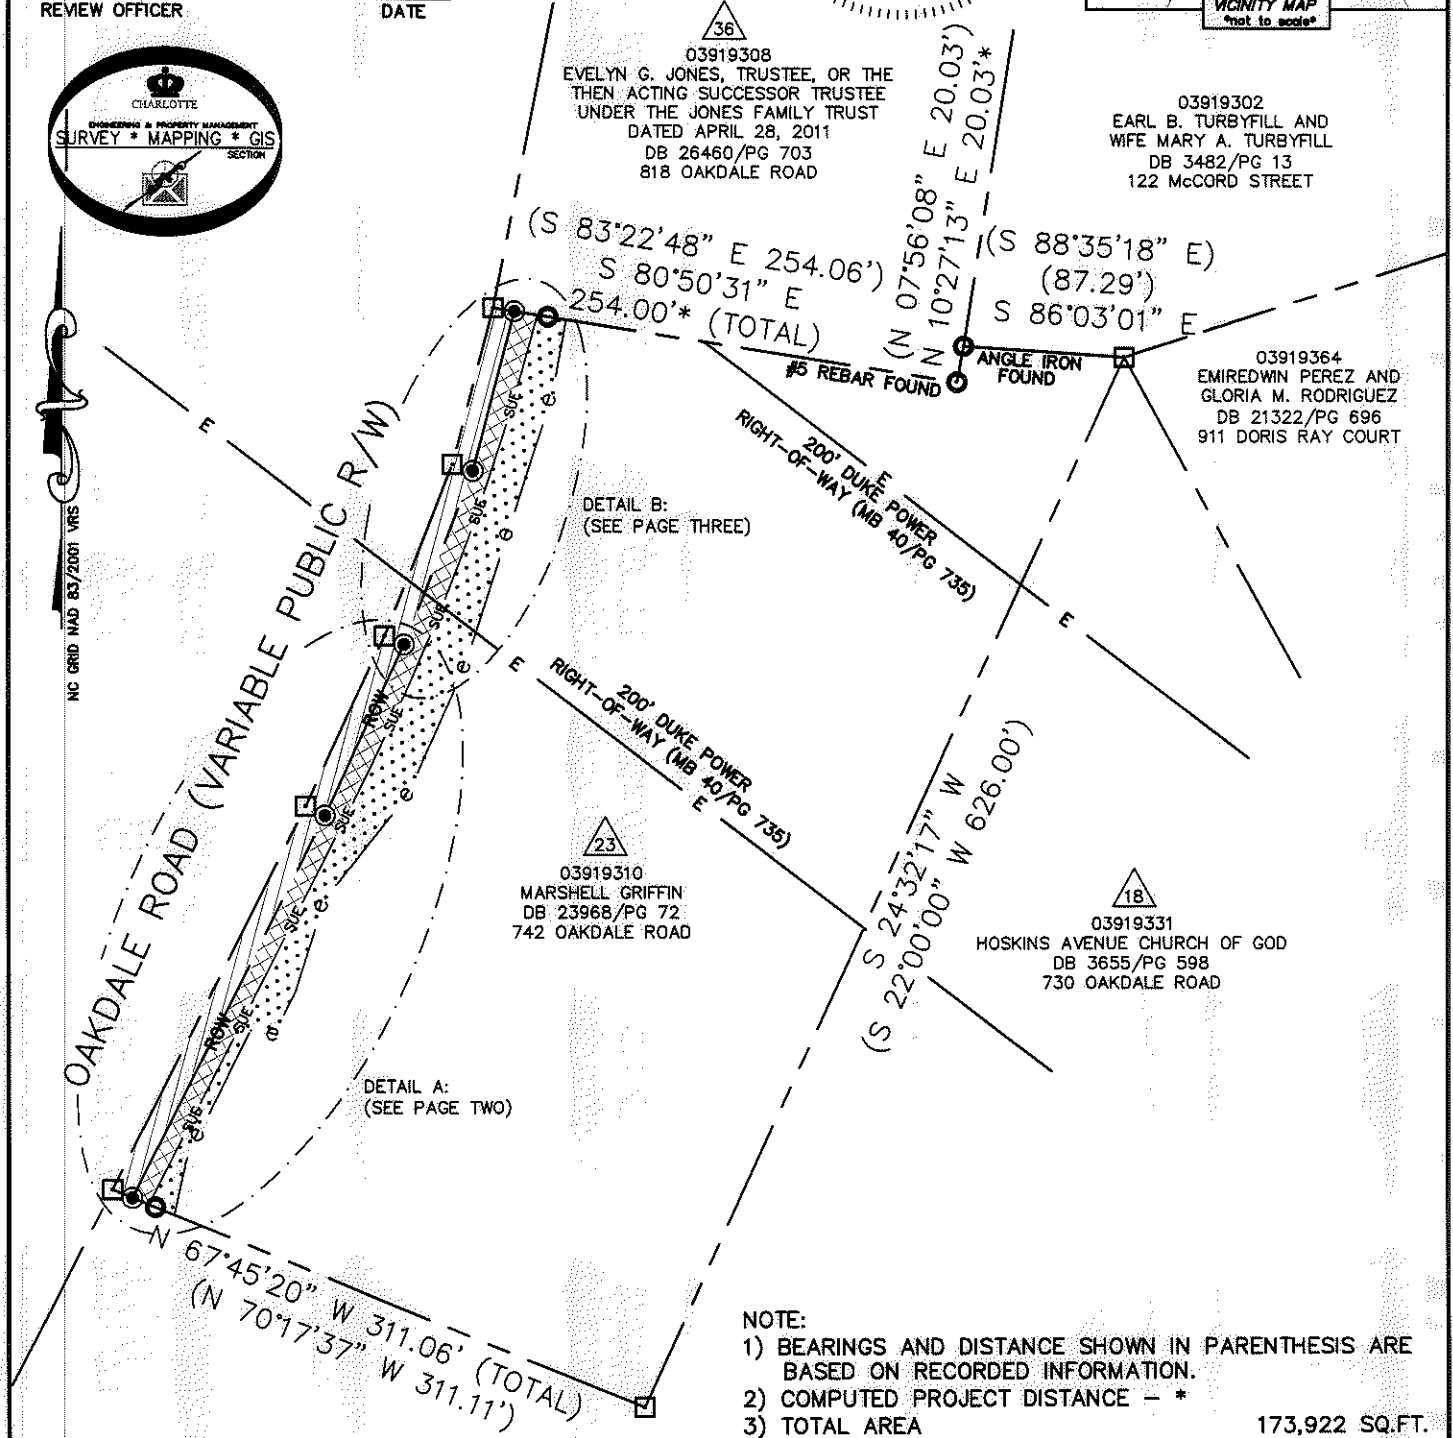 REVIEW OFFICER
DATE
VICINITY MAP
*not to scale*
CHARLOTTE
ENGINEERING & PROPERTY MANAGEMENT
SURVEY * MAPPING * GIS
SECTION
36
03919308
EVELYN G. JONES, TRUSTEE, OR THE
THEN ACTING SUCCESSOR TRUSTEE
UNDER THE JONES FAMILY TRUST
DATED APRIL 28, 2011
DB 26460/PG 703
818 OAKDALE ROAD
(N 07°56'08" E 20.03')
N 10°27'13" E 20.03'*
03919302
EARL B. TURBYFILL AND
WIFE MARY A. TURBYFILL
DB 3482/PG 13
122 McCORD STREET
(S 83°22'48" E 254.06')
S 80°50'31" E
254.00'* (TOTAL)
(S 88°35'18" E)
(87.29')
S 86°03'01" E
#5 REBAR FOUND
ANGLE IRON
FOUND
03919364
EMIREDWIN PEREZ AND
GLORIA M. RODRIGUEZ
DB 21322/PG 696
911 DORIS RAY COURT
NC GRID NAD 83/2001 VRS
E
E
E
200' DUKE POWER
RIGHT-OF-WAY (MB 40/PG 735)
DETAIL B:
(SEE PAGE THREE)
OAKDALE ROAD (VARIABLE PUBLIC R/W)
SUE
e
SUE
e
SUE
e
ROW
SUE
e
SUE
e
SUE
ROW
SUE
e
SUE
e
E
E
200' DUKE POWER
RIGHT-OF-WAY (MB 40/PG 735)
23
03919310
MARSHELL GRIFFIN
DB 23968/PG 72
742 OAKDALE ROAD
S 24°32'17" W
(S 22°00'00" W 626.00')
18
03919331
HOSKINS AVENUE CHURCH OF GOD
DB 3655/PG 598
730 OAKDALE ROAD
DETAIL A:
(SEE PAGE TWO)
N 67°45'20" W 311.06' (TOTAL)
(N 70°17'37" W 311.11')
NOTE:
1) BEARINGS AND DISTANCE SHOWN IN PARENTHESIS ARE
BASED ON RECORDED INFORMATION.
2) COMPUTED PROJECT DISTANCE – *
3) TOTAL AREA 173,922 SQ.FT.